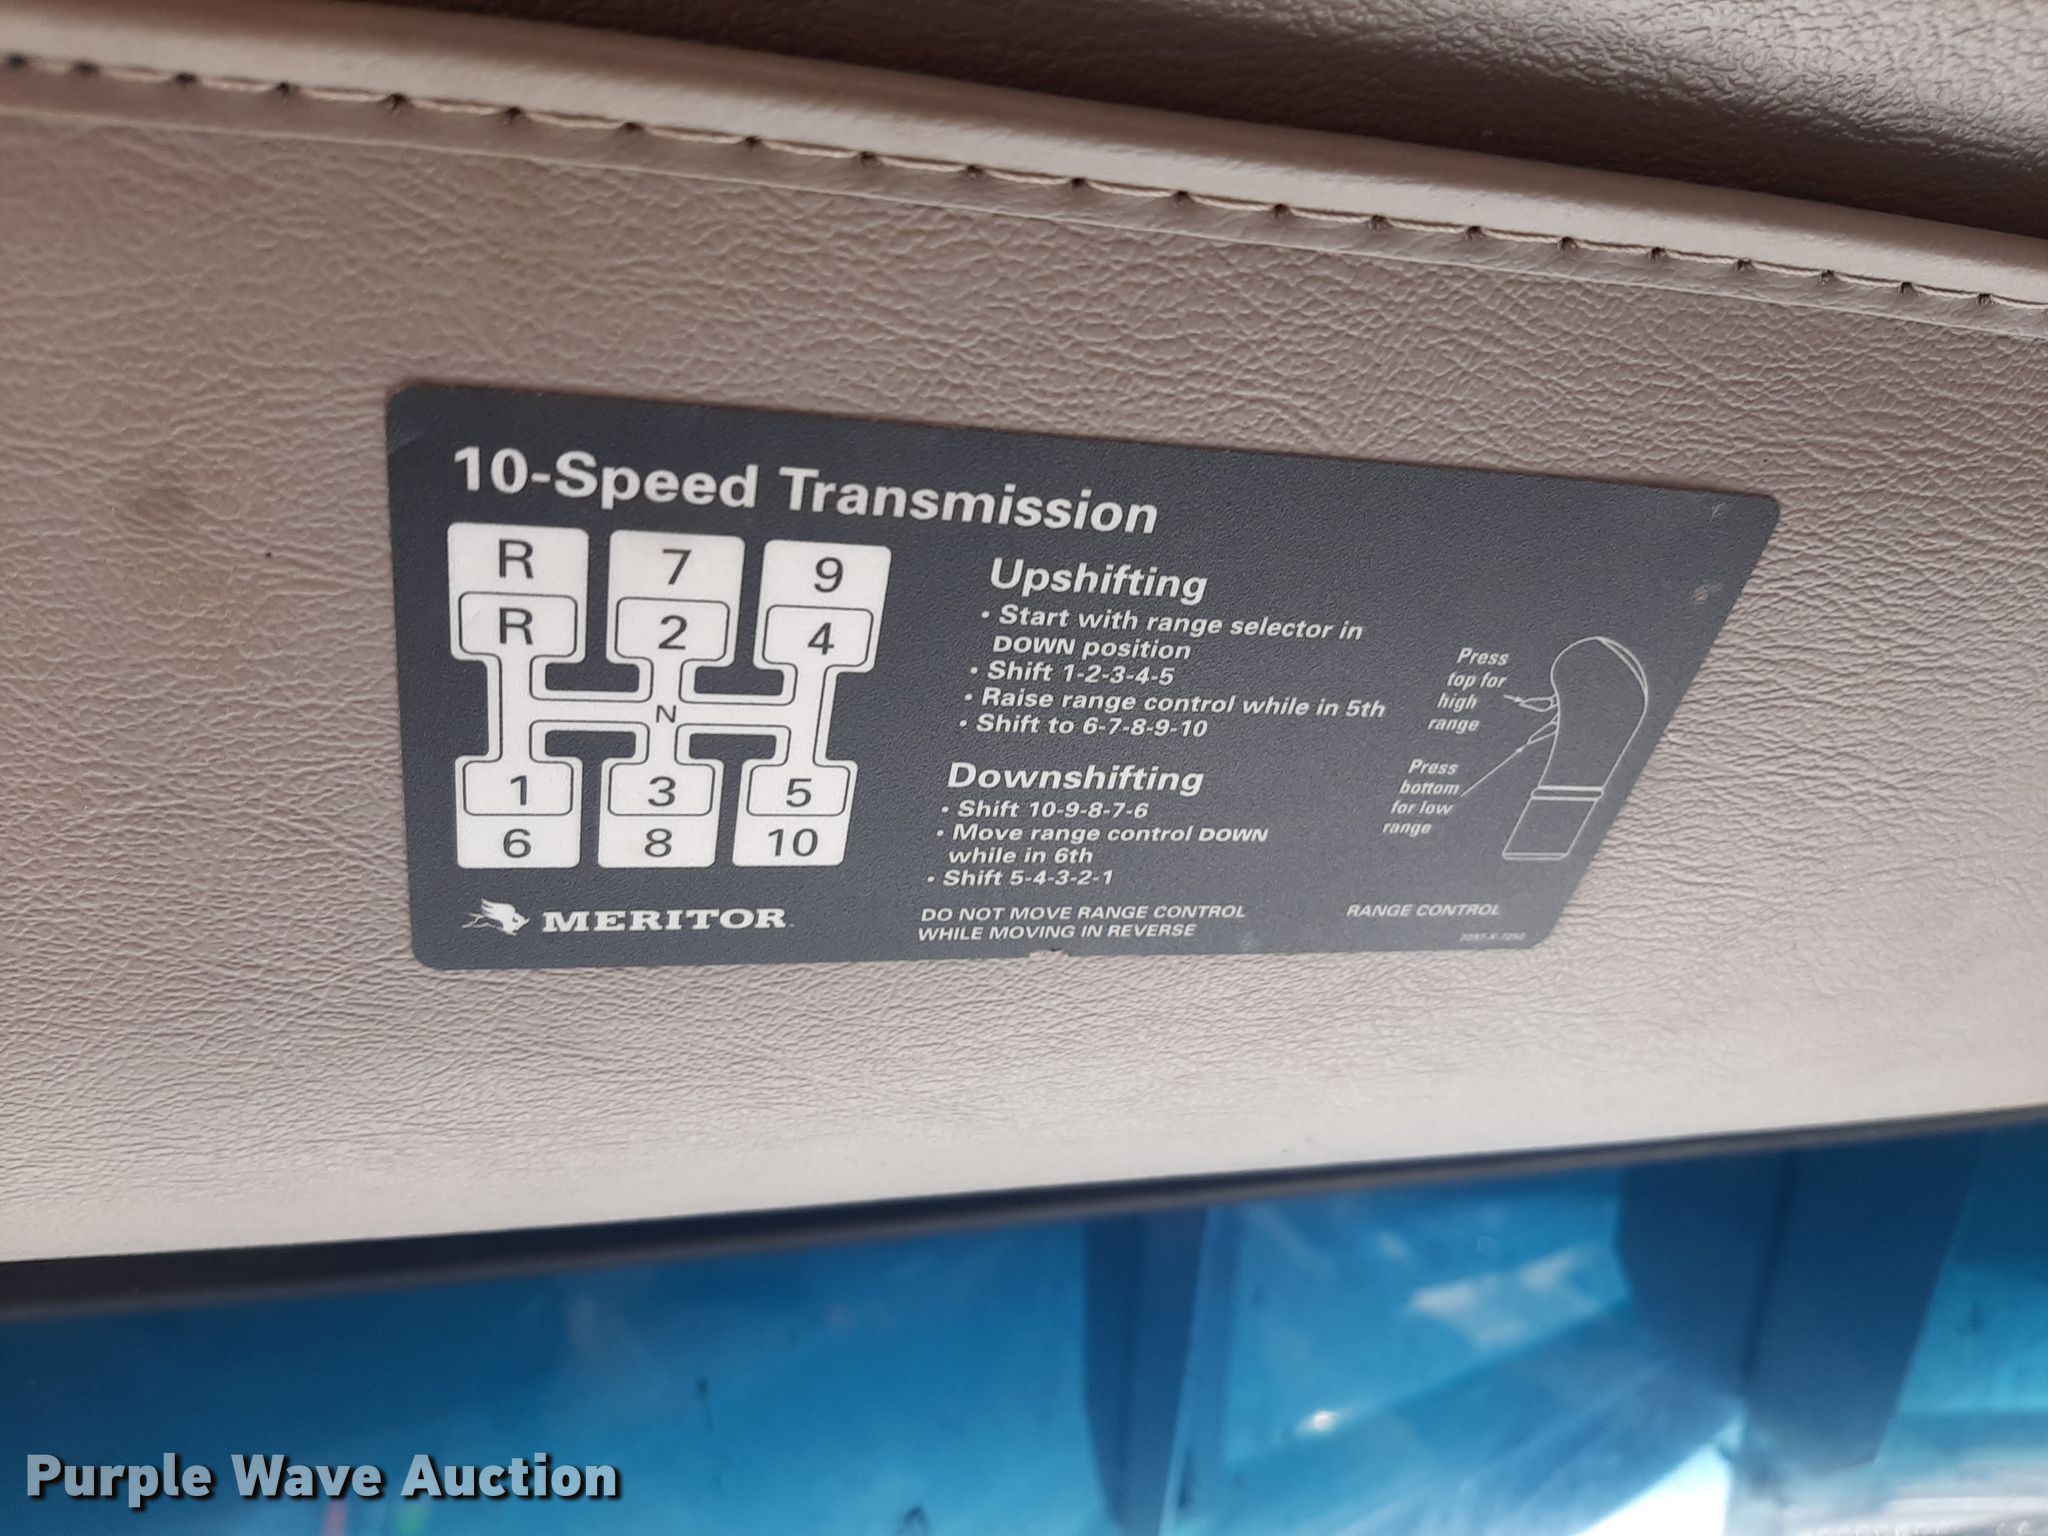 10-Speed Transmission
R 7 9
R 2 4
N
1 3 5
6 8 10
MERITOR
Upshifting
• Start with range selector in
DOWN position
• Shift 1-2-3-4-5
• Raise range control while in 5th
• Shift to 6-7-8-9-10
Downshifting
• Shift 10-9-8-7-6
• Move range control DOWN
while in 6th
• Shift 5-4-3-2-1
DO NOT MOVE RANGE CONTROL
WHILE MOVING IN REVERSE
Press
top for
high
range
Press
bottom
for low
range
RANGE CONTROL
Purple Wave Auction